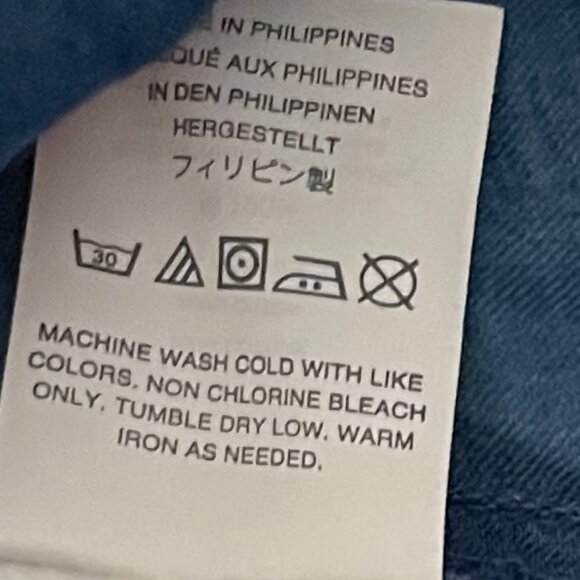 IN PHILIPPINES
QUÉ AUX PHILIPPINES
IN DEN PHILIPPINEN
HERGESTELLT
フィリピン製
30
MACHINE WASH COLD WITH LIKE
COLORS. NON CHLORINE BLEACH
ONLY. TUMBLE DRY LOW. WARM
IRON AS NEEDED.